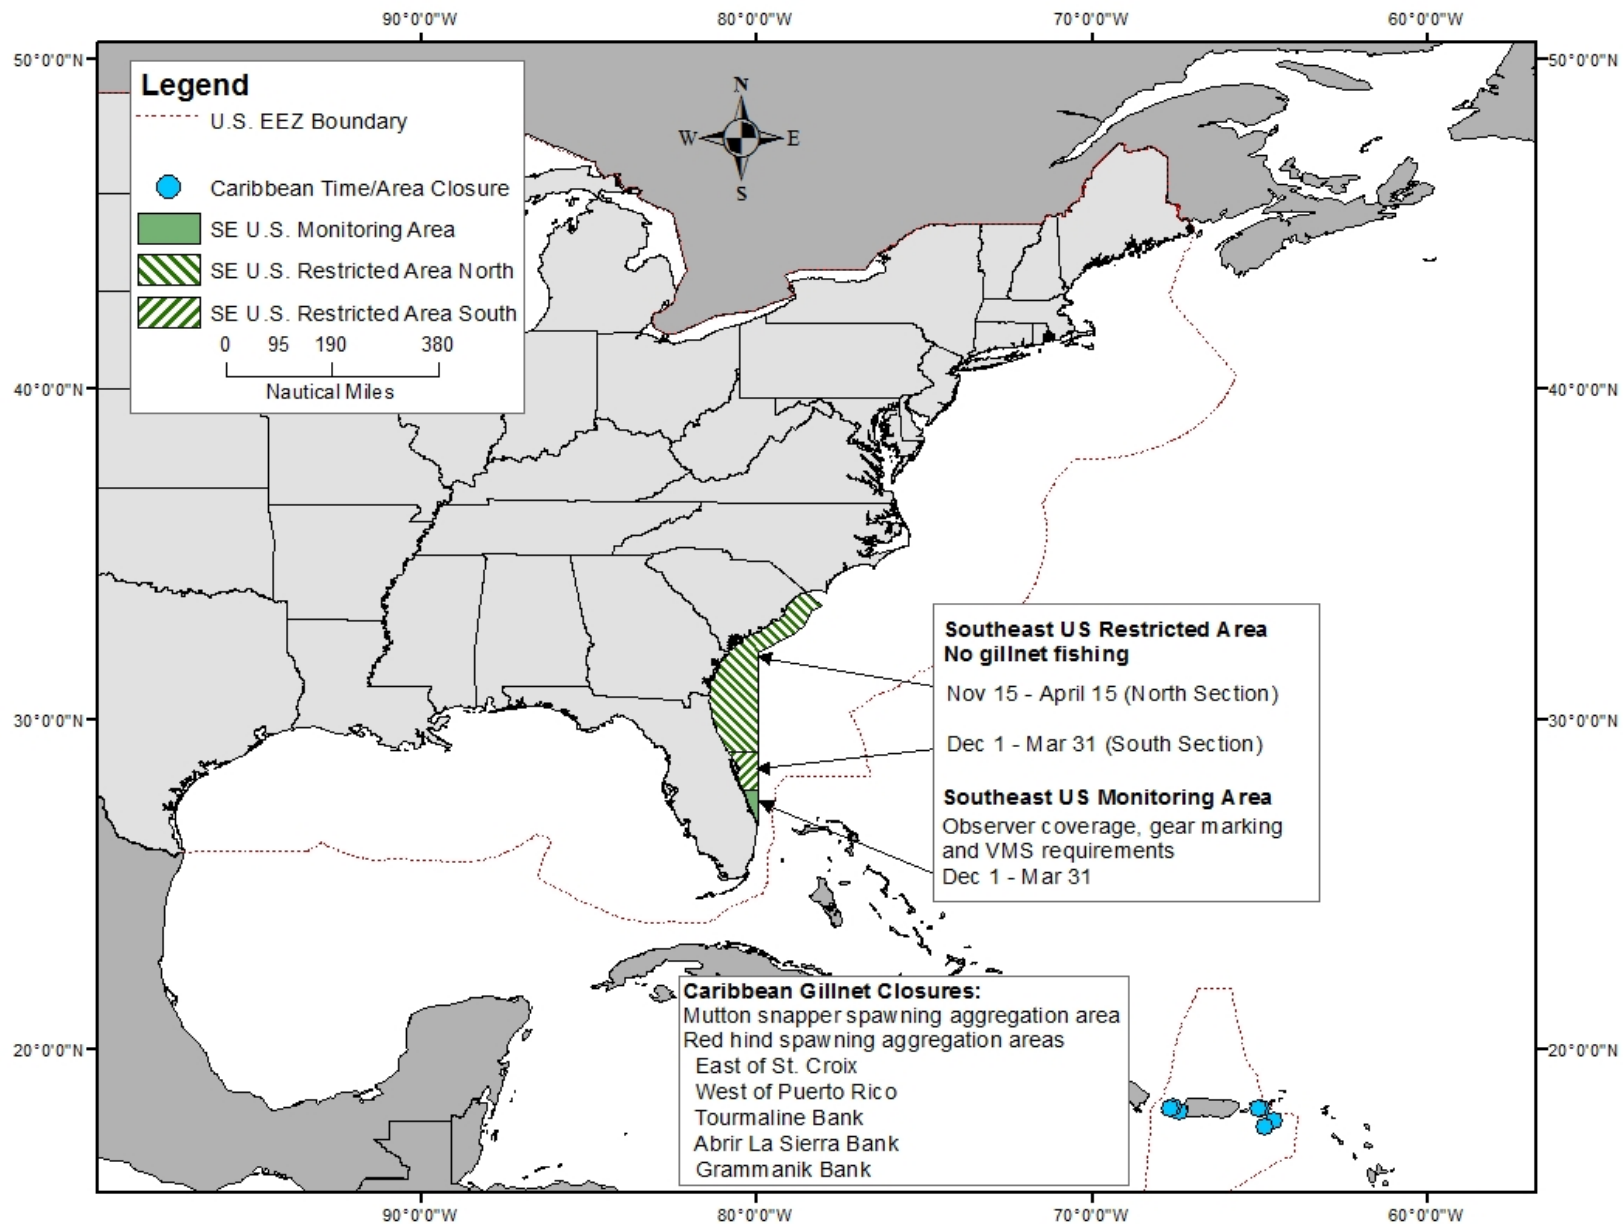 90°0'0"W 80°0'0"W 70°0'0"W 60°0'0"W
50°0'0"N 50°0'0"N
Legend
U.S. EEZ Boundary
Caribbean Time/Area Closure
SE U.S. Monitoring Area
SE U.S. Restricted Area North
SE U.S. Restricted Area South
0 95 190 380
Nautical Miles
N
W E
S
40°0'0"N 40°0'0"N
Southeast US Restricted Area
No gillnet fishing
Nov 15 - April 15 (North Section)
30°0'0"N 30°0'0"N
Dec 1 - Mar 31 (South Section)
Southeast US Monitoring Area
Observer coverage, gear marking
and VMS requirements
Dec 1 - Mar 31
Caribbean Gillnet Closures:
Mutton snapper spawning aggregation area
Red hind spawning aggregation areas
East of St. Croix
West of Puerto Rico
Tourmaline Bank
Abrir La Sierra Bank
Grammanik Bank
20°0'0"N 20°0'0"N
90°0'0"W 80°0'0"W 70°0'0"W 60°0'0"W